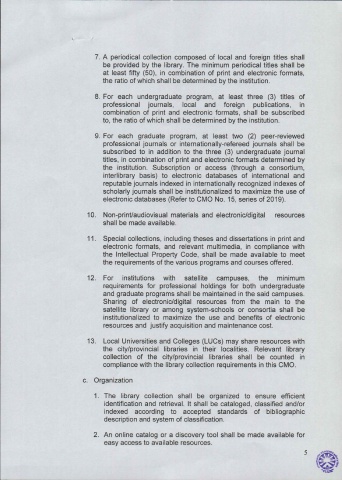 7. A periodical collection composed of local and foreign titles shall
be provided by the library. The minimum periodical titles shall be
at least fifty (50), in combination of print and electronic formats,
the ratio of which shall be determined by the institution.
8. For each undergraduate program, at least three (3) titles of
professional journals, local and foreign publications, in
combination of print and electronic formats, shall be subscribed
to, the ratio of which shall be determined by the institution.
9. For each graduate program, at least two (2) peer-reviewed
professional journals or internationally-refereed journals shall be
subscribed to in addition to the three (3) undergraduate journal
titles, in combination of print and electronic formats determined by
the institution. Subscription or access (through a consortium,
interlibrary basis) to electronic databases of international and
reputable journals indexed in internationally recognized indexes of
scholarly journals shall be institutionalized to maximize the use of
electronic databases (Refer to CMO No. 15, series of 2019).
10. Non-print/audiovisual materials and electronic/digital resources
shall be made available.
11. Special collections, including theses and dissertations in print and
electronic formats, and relevant multimedia, in compliance with
the Intellectual Property Code, shall be made available to meet
the requirements of the various programs and courses offered.
12. For institutions with satellite campuses, the minimum
requirements for professional holdings for both undergraduate
and graduate programs shall be maintained in the said campuses.
Sharing of electronic/digital resources from the main to the
satellite library or among system-schools or consortia shall be
institutionalized to maximize the use and benefits of electronic
resources and justify acquisition and maintenance cost.
13. Local Universities and Colleges (LUCs) may share resources with
the city/provincial libraries in their localities. Relevant library
collection of the city/provincial libraries shall be counted in
compliance with the library collection requirements in this CMO.
c. Organization
1. The library collection shall be organized to ensure efficient
identification and retrieval. It shall be cataloged, classified and/or
indexed according to accepted standards of bibliographic
description and system of classification.
2. An online catalog or a discovery tool shall be made available for
easy access to available resources.
5